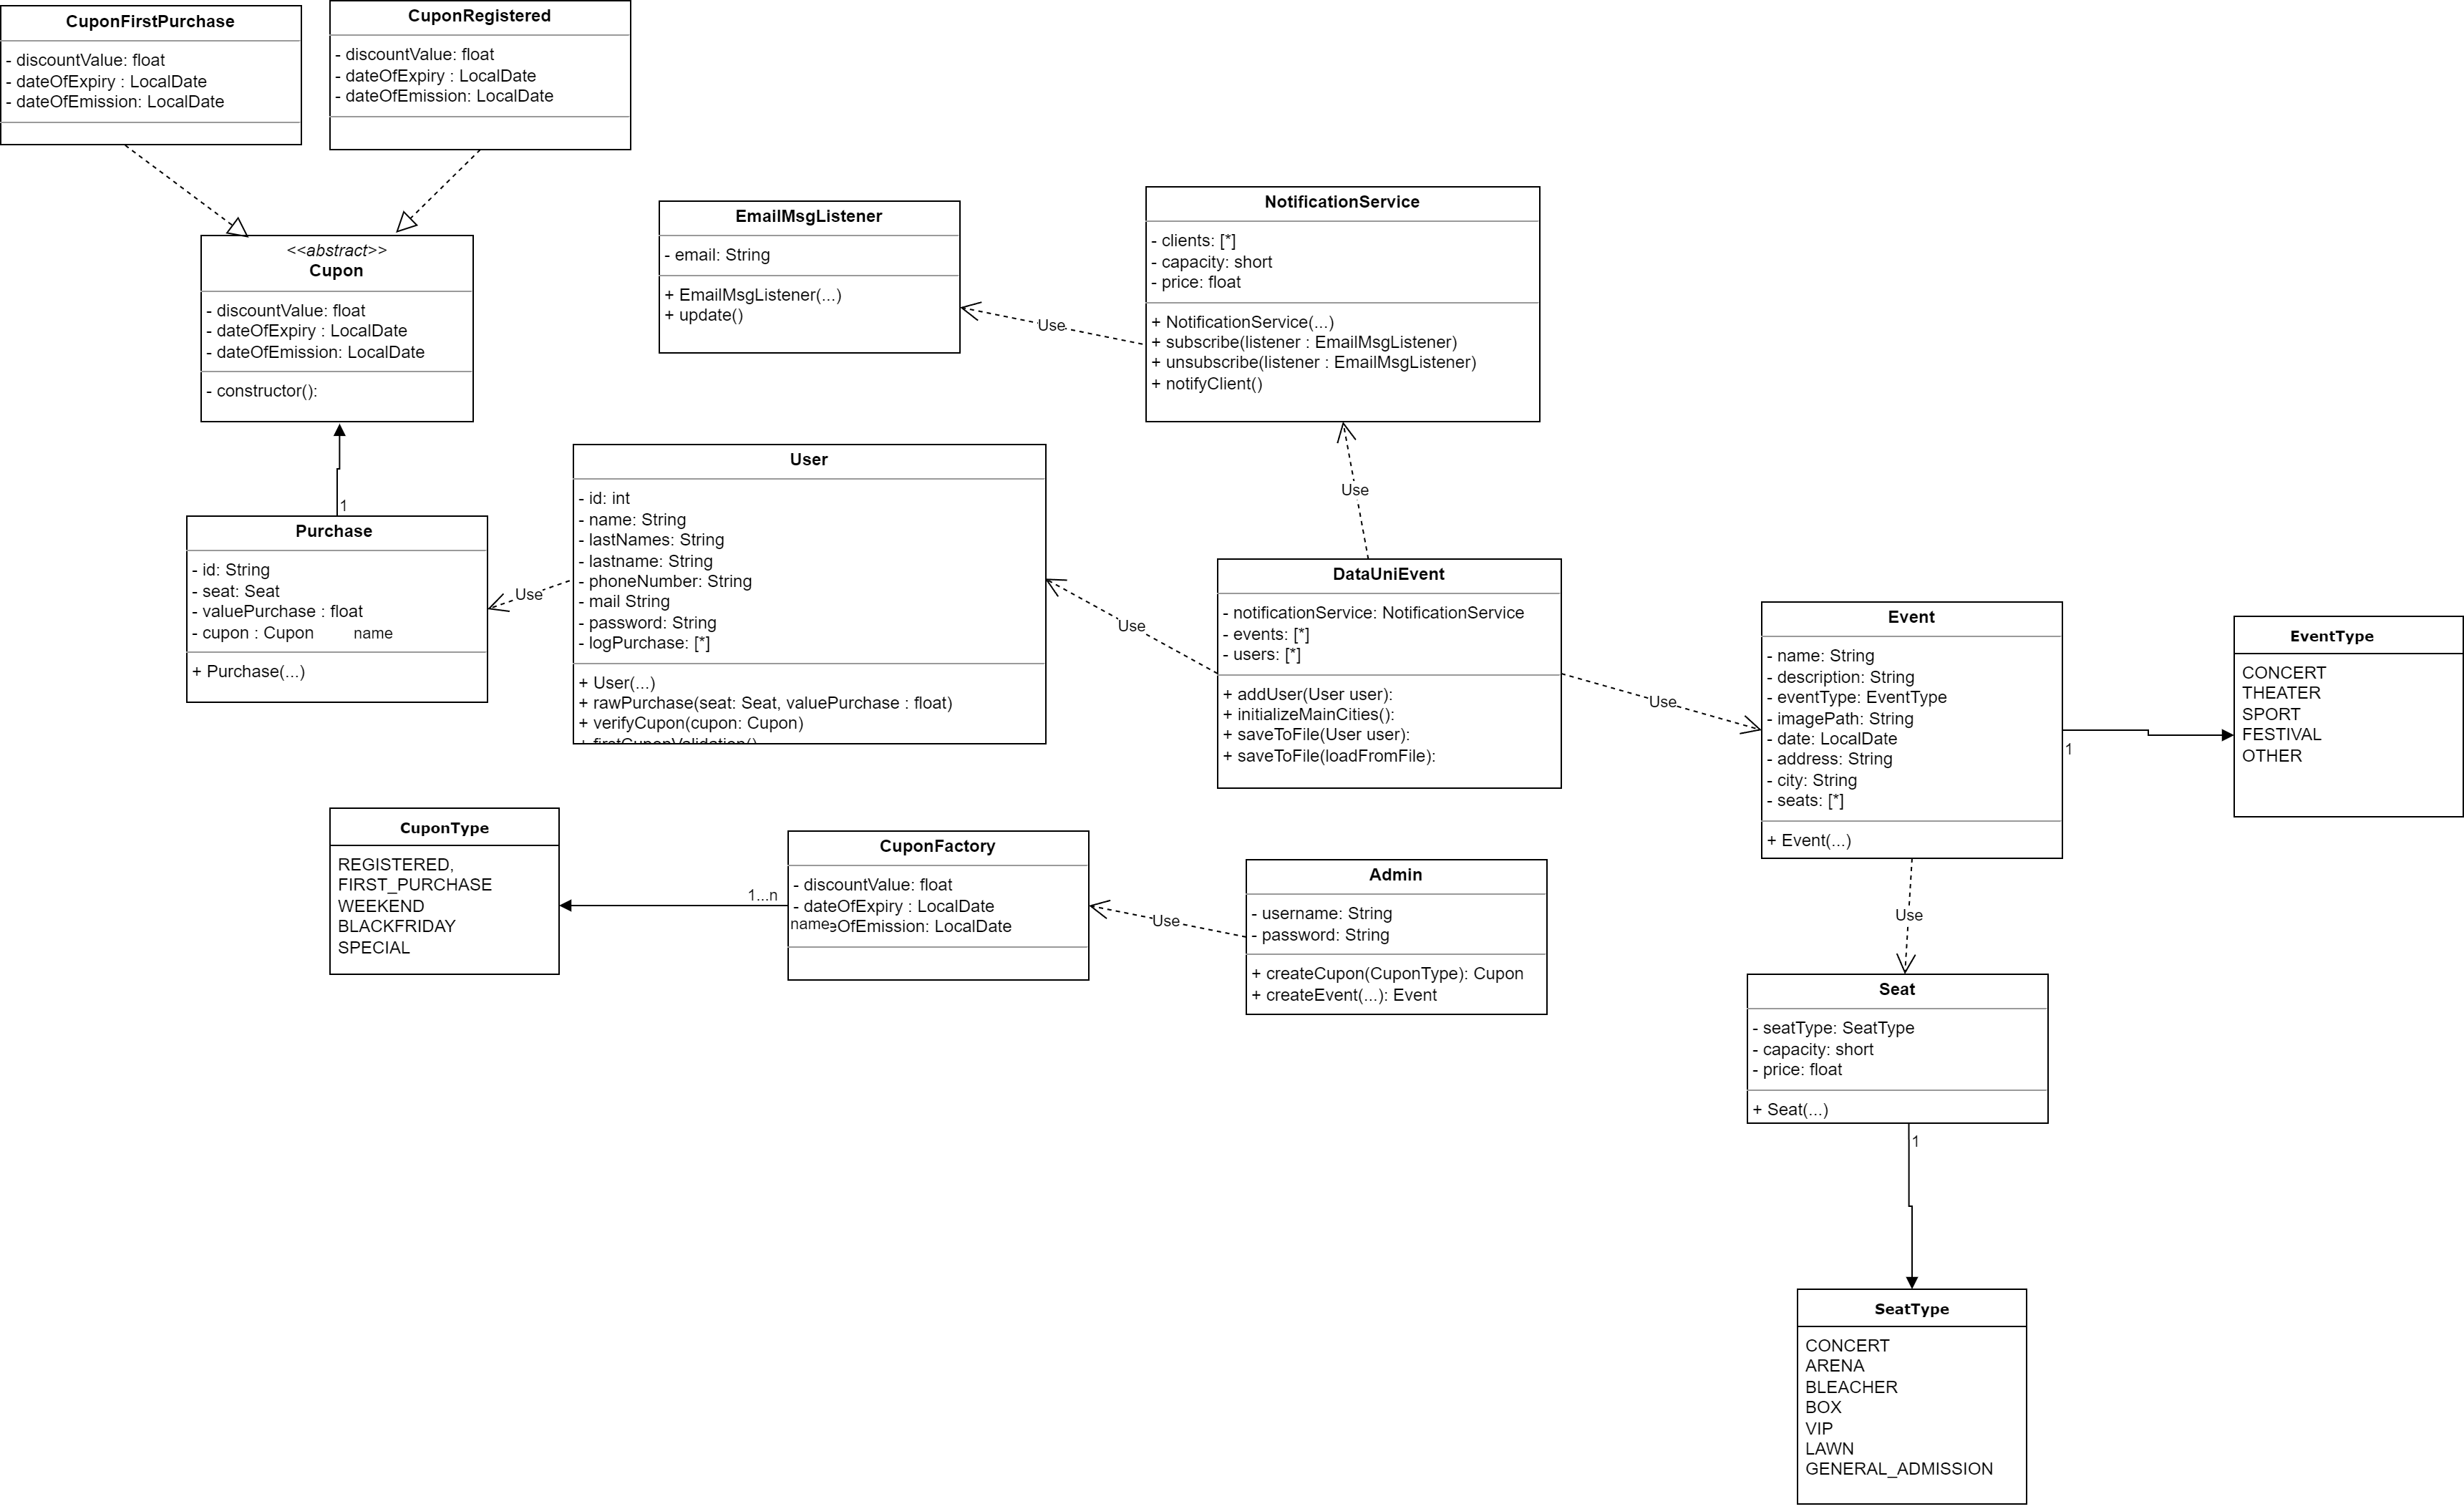 CuponFirstPurchase
- discountValue: float
- dateOfExpiry : LocalDate
- dateOfEmission: LocalDate
CuponRegistered
- discountValue: float
- dateOfExpiry : LocalDate
- dateOfEmission: LocalDate
<<abstract>>
Cupon
- discountValue: float
- dateOfExpiry : LocalDate
- dateOfEmission: LocalDate
- constructor():
EmailMsgListener
- email: String
+ EmailMsgListener(...)
+ update()
Use
NotificationService
- clients: [*]
- capacity: short
- price: float
+ NotificationService(...)
+ subscribe(listener : EmailMsgListener)
+ unsubscribe(listener : EmailMsgListener)
+ notifyClient()
1
Purchase
- id: String
- seat: Seat
- valuePurchase : float
- cupon : Cupon
name
+ Purchase(...)
Use
User
- id: int
- name: String
- lastNames: String
- lastname: String
- phoneNumber: String
- mail String
- password: String
- logPurchase: [*]
+ User(...)
+ rawPurchase(seat: Seat, valuePurchase : float)
+ verifyCupon(cupon: Cupon)
+ firstCuponValidation()
Use
Use
DataUniEvent
- notificationService: NotificationService
- events: [*]
- users: [*]
+ addUser(User user):
+ initializeMainCities():
+ saveToFile(User user):
+ saveToFile(loadFromFile):
Use
Event
- name: String
- description: String
- eventType: EventType
- imagePath: String
- date: LocalDate
- address: String
- city: String
- seats: [*]
+ Event(...)
1
EventType
CONCERT
THEATER
SPORT
FESTIVAL
OTHER
CuponType
REGISTERED,
FIRST_PURCHASE
WEEKEND
BLACKFRIDAY
SPECIAL
1...n
CuponFactory
- discountValue: float
- dateOfExpiry : LocalDate
name
eOfEmission: LocalDate
Use
Admin
- username: String
- password: String
+ createCupon(CuponType): Cupon
+ createEvent(...): Event
Use
Seat
- seatType: SeatType
- capacity: short
- price: float
+ Seat(...)
1
SeatType
CONCERT
ARENA
BLEACHER
BOX
VIP
LAWN
GENERAL_ADMISSION